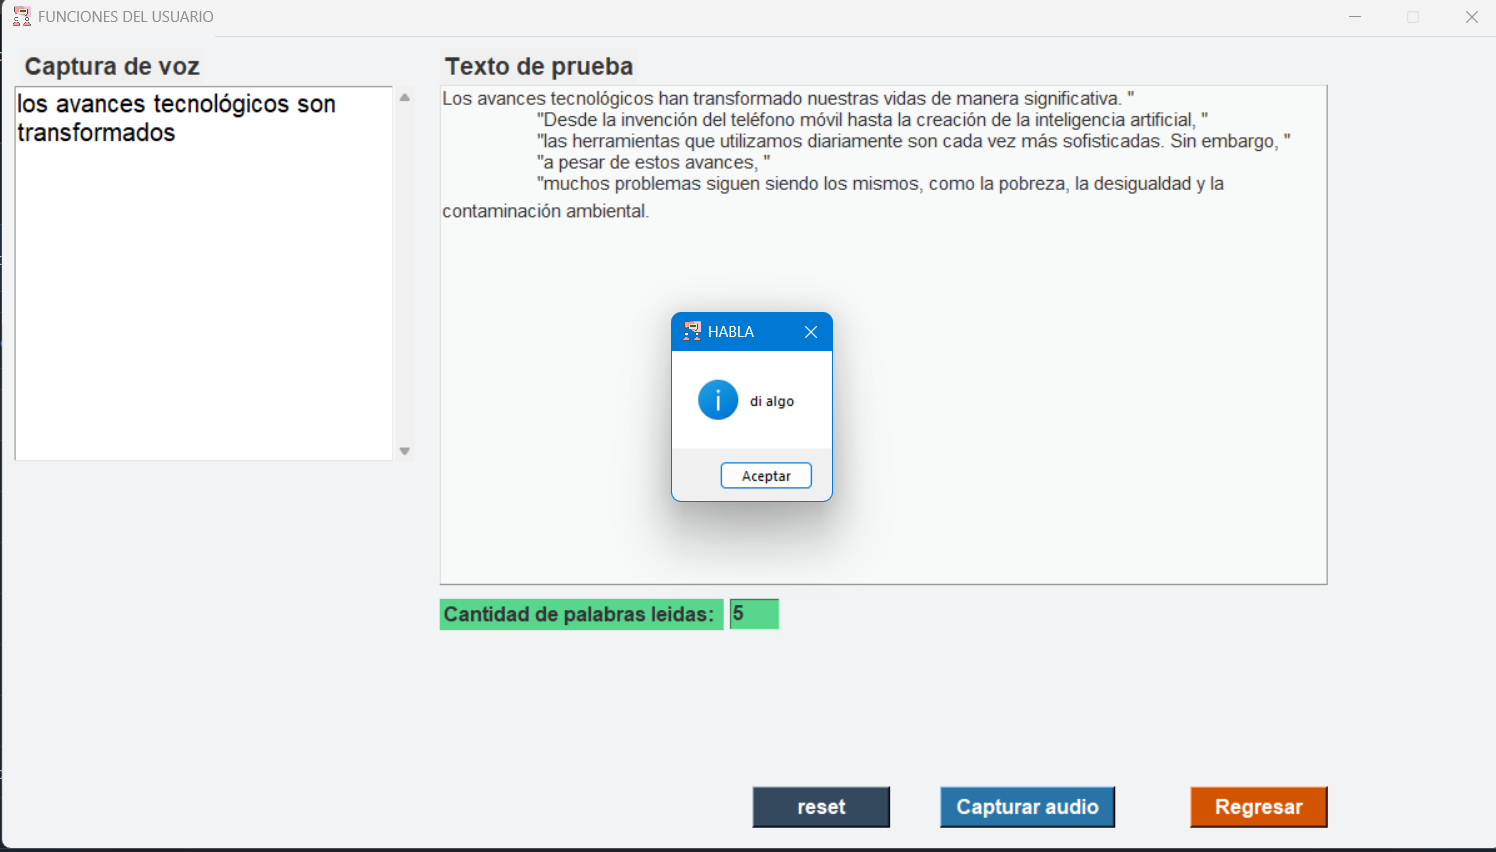 FUNCIONES DEL USUARIO
Captura de voz
los avances tecnológicos son
transformados
Texto de prueba
Los avances tecnológicos han transformado nuestras vidas de manera significativa. "
"Desde la invención del teléfono móvil hasta la creación de la inteligencia artificial, "
"las herramientas que utilizamos diariamente son cada vez más sofisticadas. Sin embargo, "
"a pesar de estos avances, "
"muchos problemas siguen siendo los mismos, como la pobreza, la desigualdad y la
contaminación ambiental.
HABLA
di algo
Aceptar
Cantidad de palabras leidas: 5
reset
Capturar audio
Regresar